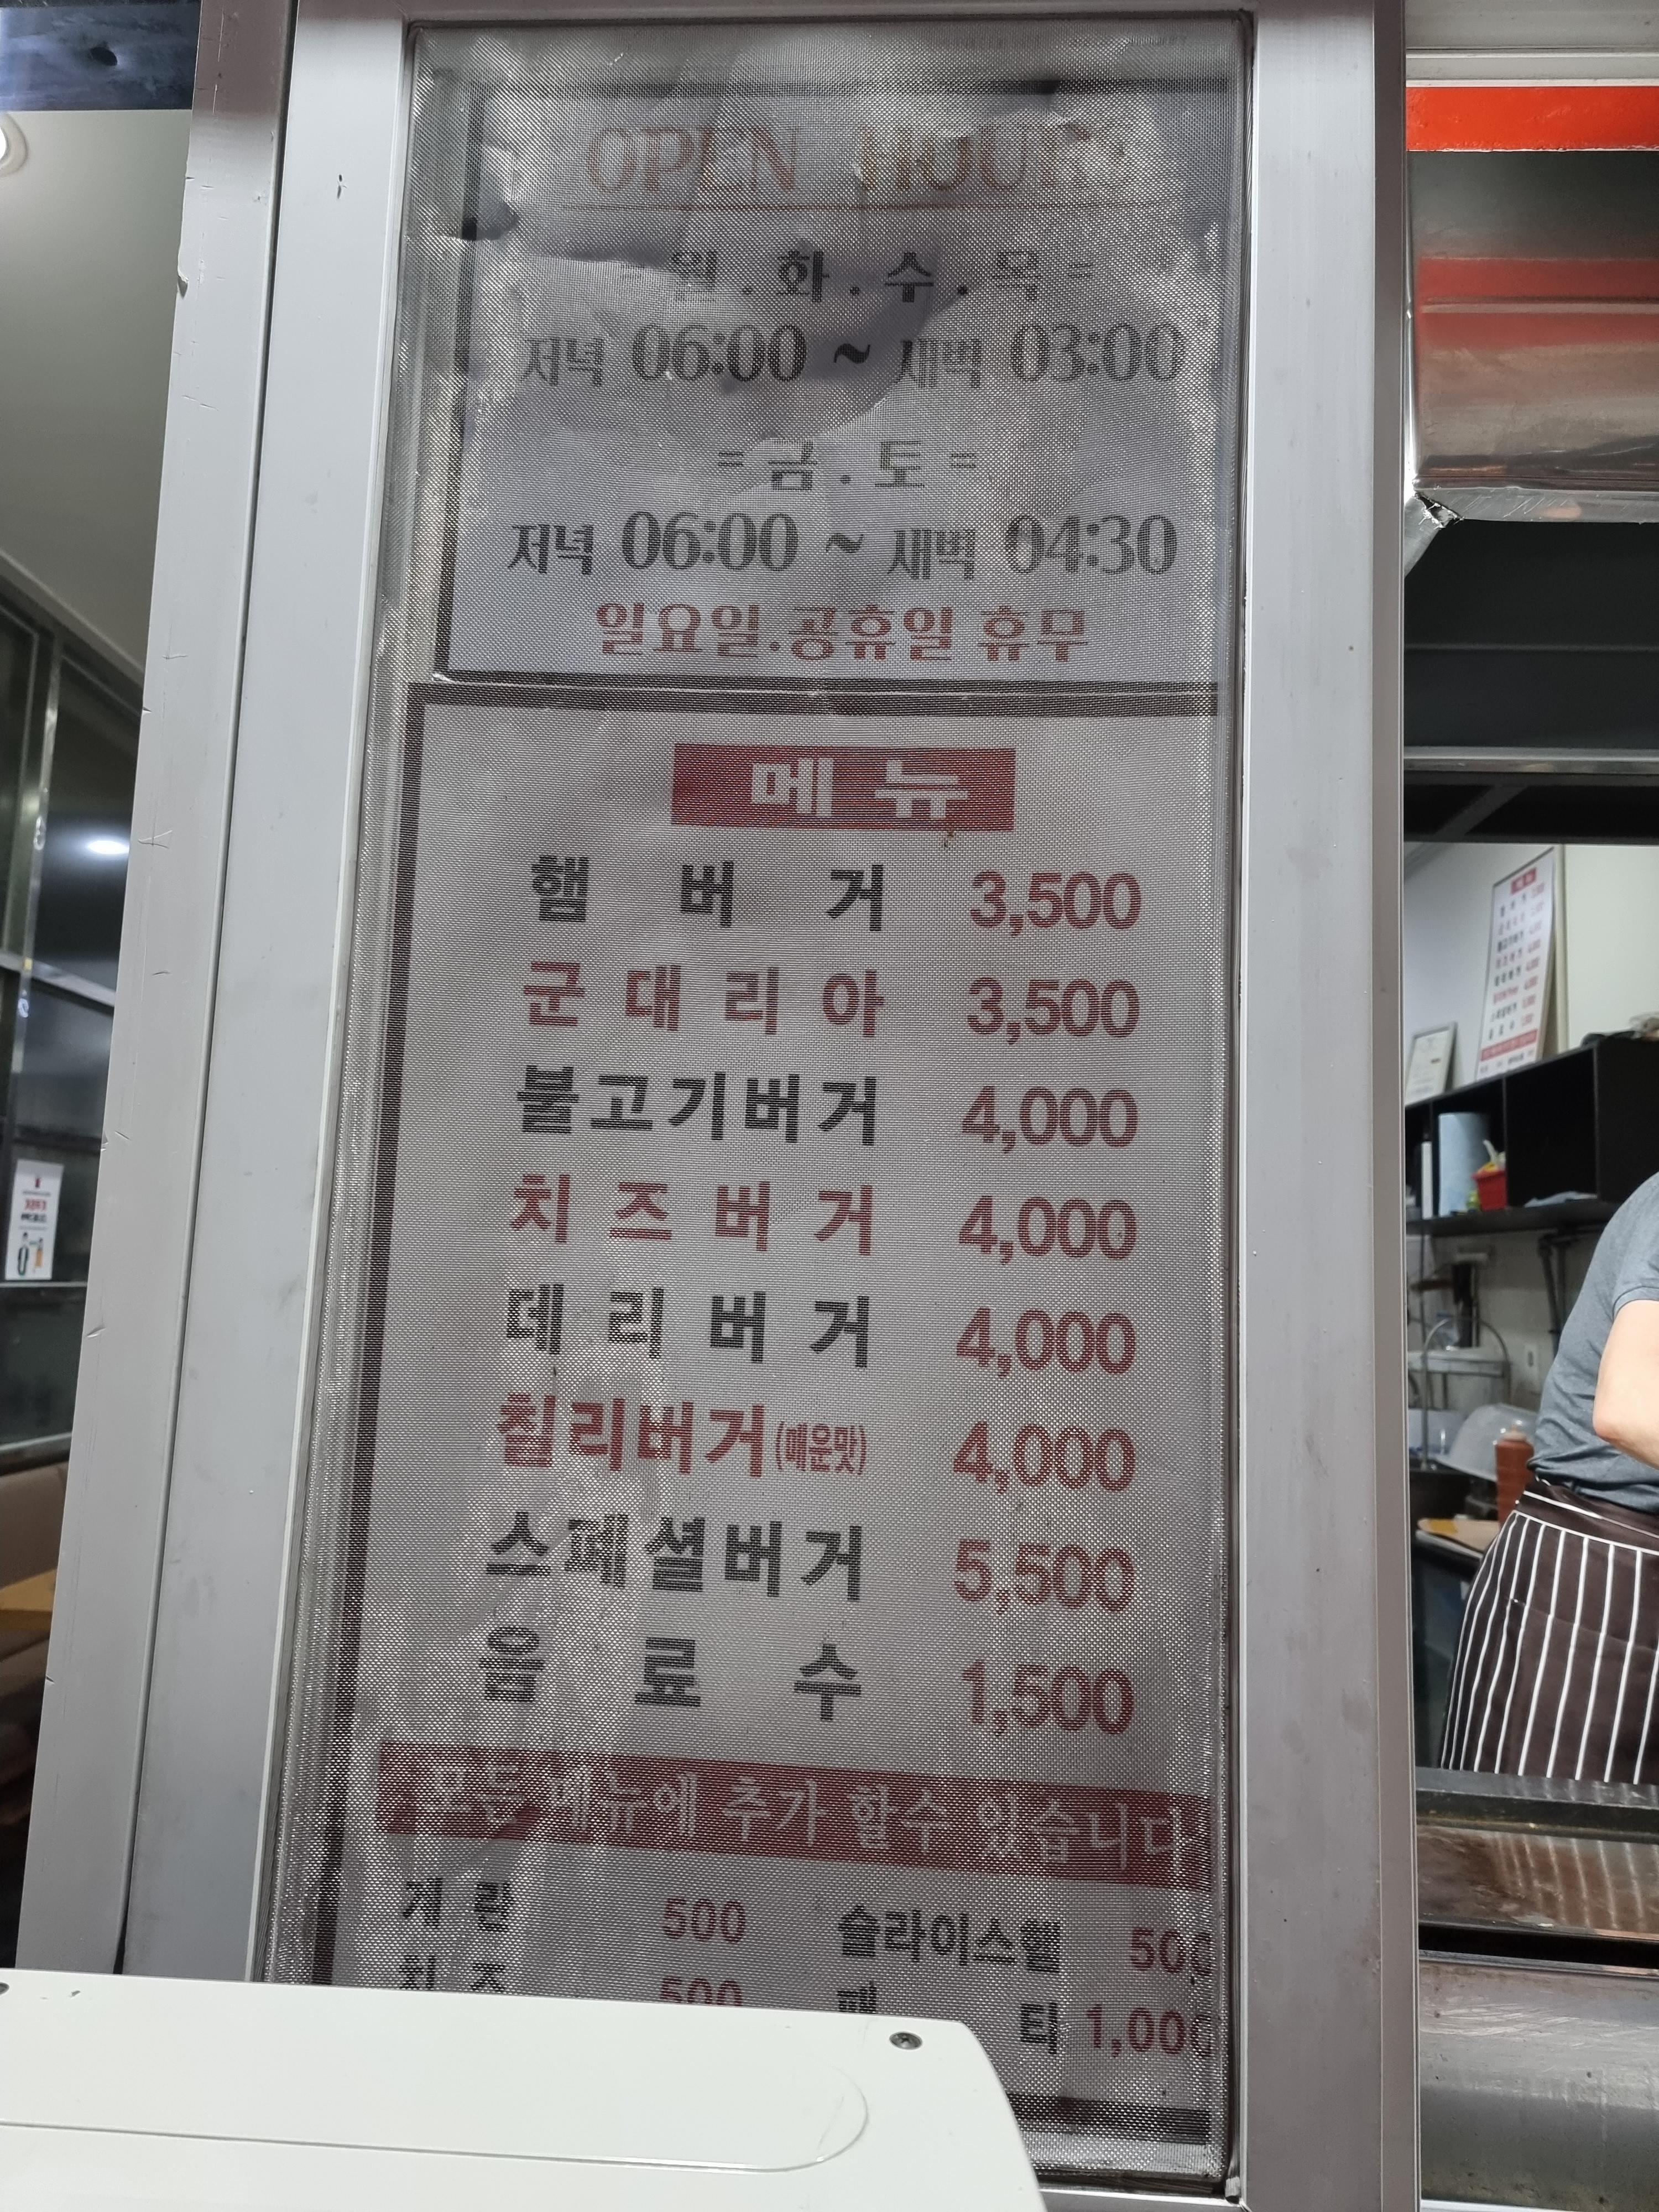 OPEN HOURS
= 월 . 화 . 수 . 목 =
저녁 06:00 ~ 새벽 03:00
= 금 . 토 =
저녁 06:00 ~ 새벽 04:30
일요일.공휴일 휴무
메 뉴
햄 버 거 3,500
군 대 리 아 3,500
불고기버거 4,000
치 즈 버 거 4,000
데 리 버 거 4,000
칠리버거(매운맛) 4,000
스페셜버거 5,500
음 료 수 1,500
모든 메뉴에 추가 할수 있습니다
계 란 500 슬라이스햄 500
치 즈 500 패 티 1,000